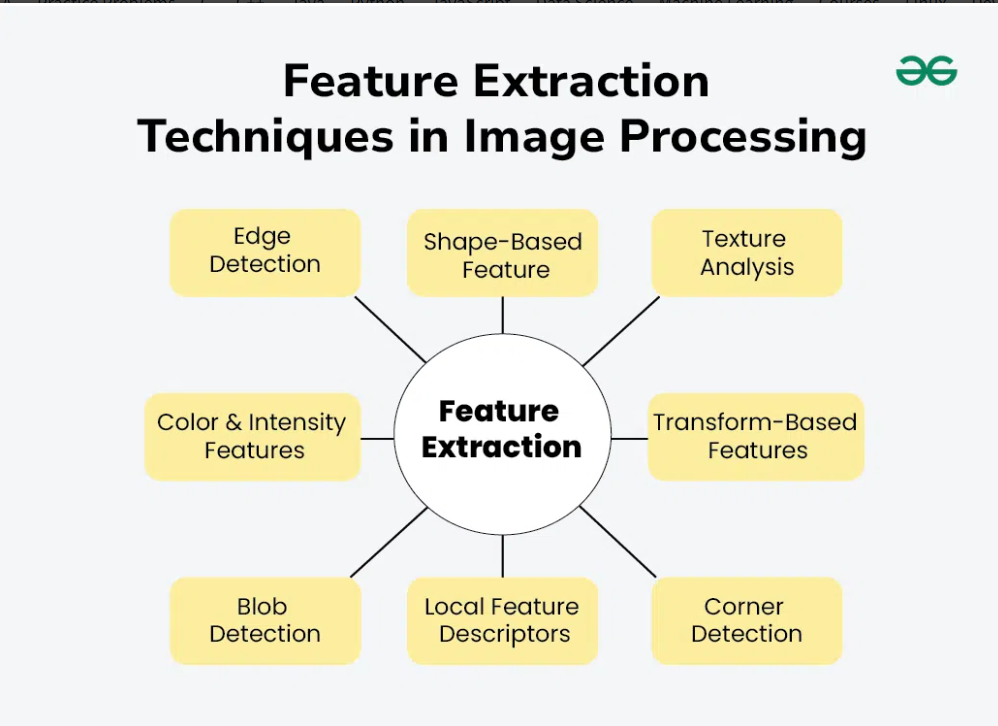 Feature Extraction
Techniques in Image Processing
Edge
Detection
Shape-Based
Feature
Texture
Analysis
Color & Intensity
Features
Feature
Extraction
Transform-Based
Features
Blob
Detection
Local Feature
Descriptors
Corner
Detection